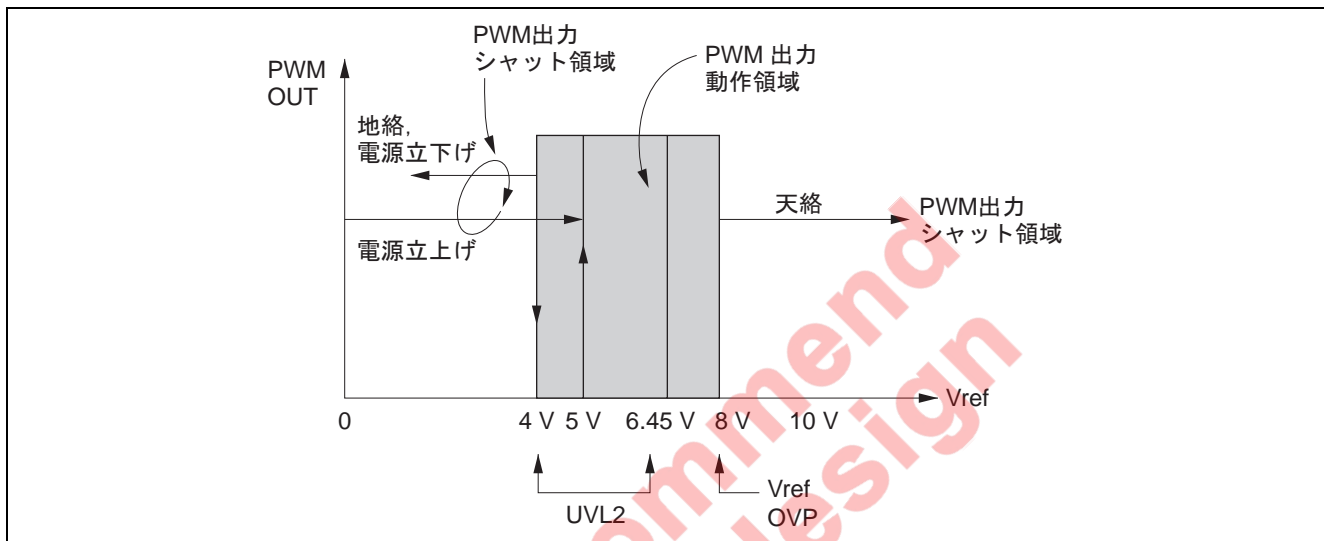 PWM出力
シャット領域
PWM 出力
動作領域
PWM
OUT
地絡,
電源立下げ
天絡
PWM出力
シャット領域
電源立上げ
Vref
0 4 V 5 V 6.45 V 8 V 10 V
UVL2
Vref
OVP
ommend
design